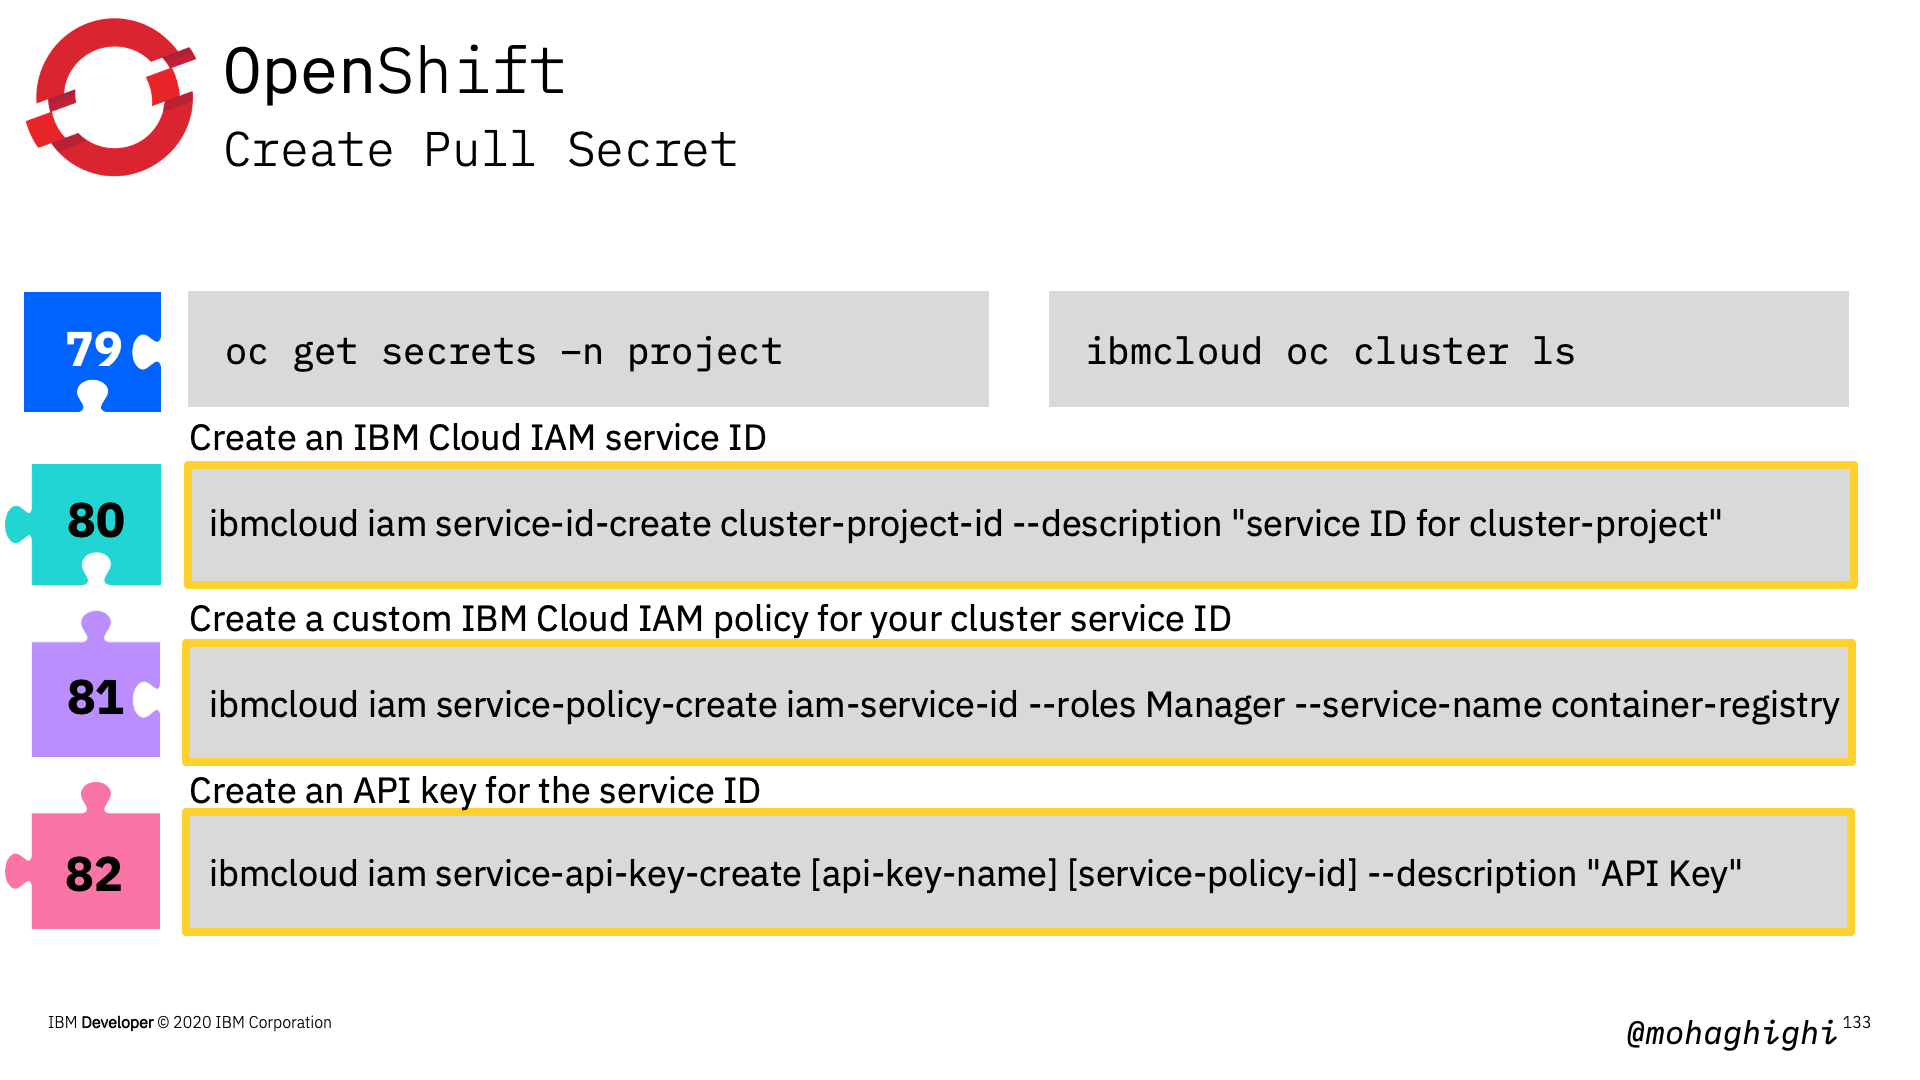 OpenShift
Create Pull Secret
79
oc get secrets –n project
ibmcloud oc cluster ls
Create an IBM Cloud IAM service ID
80
ibmcloud iam service-id-create cluster-project-id --description "service ID for cluster-project"
Create a custom IBM Cloud IAM policy for your cluster service ID
81
ibmcloud iam service-policy-create iam-service-id --roles Manager --service-name container-registry
Create an API key for the service ID
82
ibmcloud iam service-api-key-create [api-key-name] [service-policy-id] --description "API Key"
IBM Developer © 2020 IBM Corporation
@mohaghighi
133